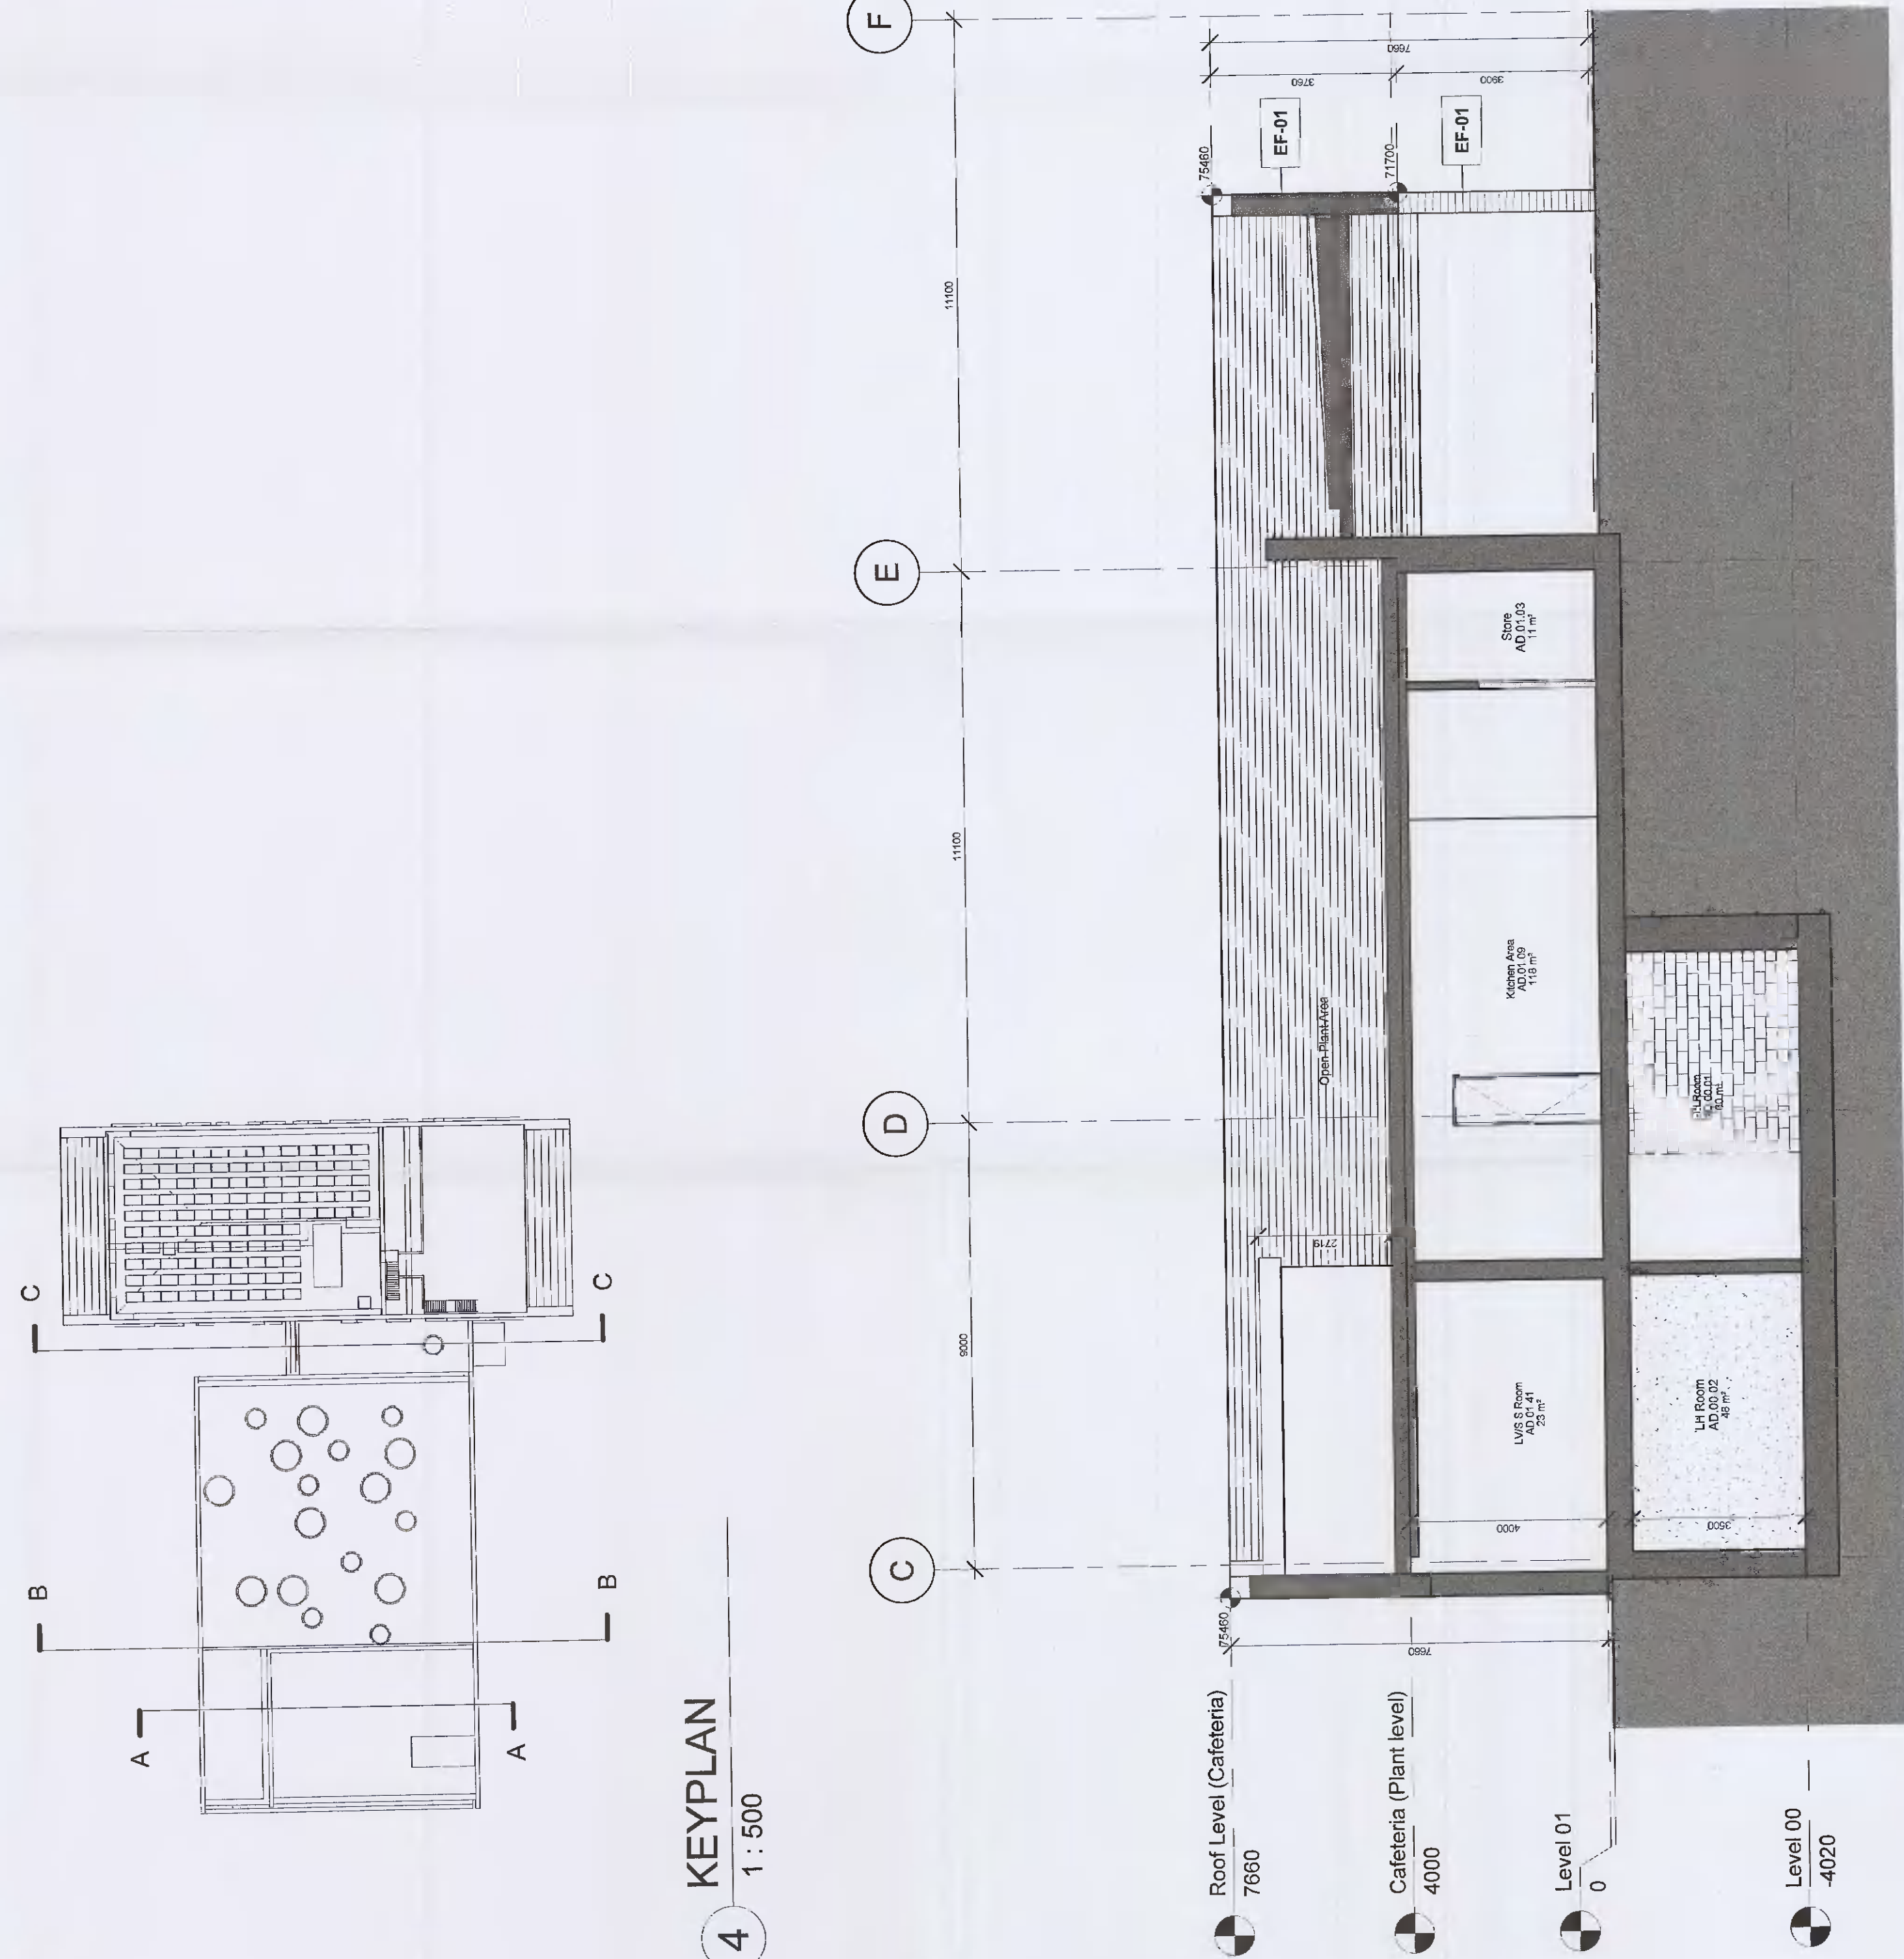 C
C
B
B
A
A
4
KEYPLAN
1 : 500
F
E
D
C
11100
11100
9000
7660
3760
3900
75460
EF-01
71700
EF-01
Store
AD.01.03
11 m²
Kitchen Area
AD.01.09
118 m²
Open Plant Area
2719
LV/S.S Room
AD.01.41
23 m²
4000
LH Room
AD.00.02
48 m²
3500
75460
7660
Roof Level (Cafeteria)
7660
Cafeteria (Plant level)
4000
Level 01
0
Level 00
-4020